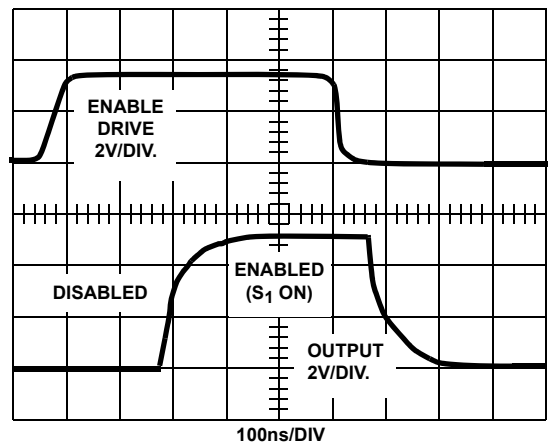 ENABLE
DRIVE
2V/DIV.
DISABLED
ENABLED
(S1 ON)
OUTPUT
2V/DIV.
100ns/DIV